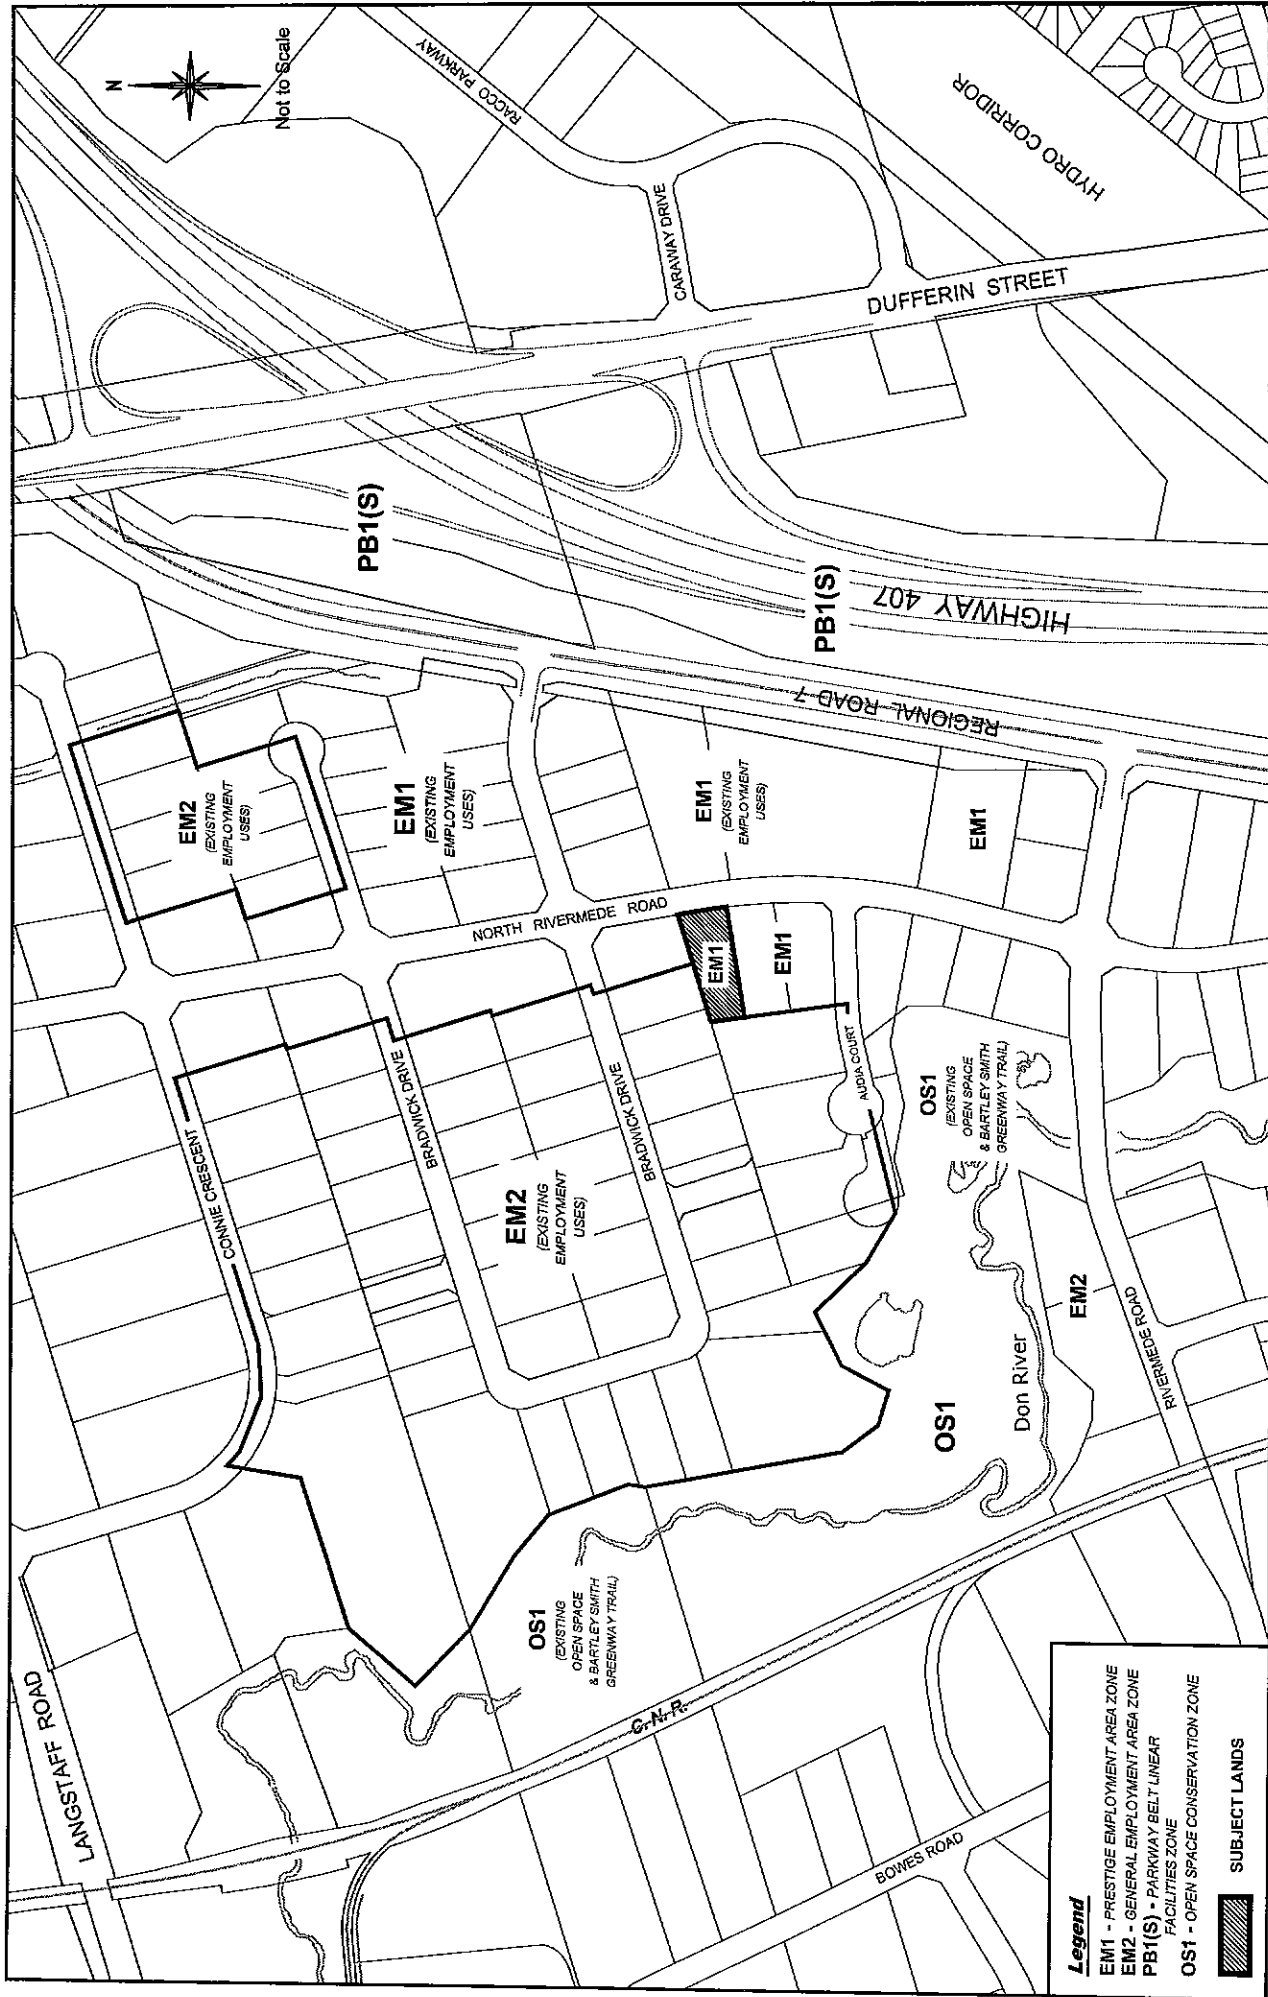 N
Not to Scale
LANGSTAFF ROAD
CONNIE CRESCENT
EM2
(EXISTING
EMPLOYMENT
USES)
PB1(S)
RACCO PARKWAY
CARAWAY DRIVE
HYDRO CORRIDOR
DUFFERIN STREET
BRADWICK DRIVE
NORTH RIVERMEDE ROAD
EM1
(EXISTING
EMPLOYMENT
USES)
EM2
(EXISTING
EMPLOYMENT
USES)
BRADWICK DRIVE
EM1
(EXISTING
EMPLOYMENT
USES)
EM1
EM1
EM1
PB1(S)
HIGHWAY 407
REGIONAL ROAD 7
OS1
(EXISTING
OPEN SPACE
& BARTLEY SMITH
GREENWAY TRAIL)
C.N.R.
AUDIA COURT
OS1
(EXISTING
OPEN SPACE
& BARTLEY SMITH
GREENWAY TRAIL)
OS1
Don River
EM2
RIVERMEDE ROAD
BOWES ROAD
Legend
EM1 - PRESTIGE EMPLOYMENT AREA ZONE
EM2 - GENERAL EMPLOYMENT AREA ZONE
PB1(S) - PARKWAY BELT LINEAR
FACILITIES ZONE
OS1 - OPEN SPACE CONSERVATION ZONE
SUBJECT LANDS